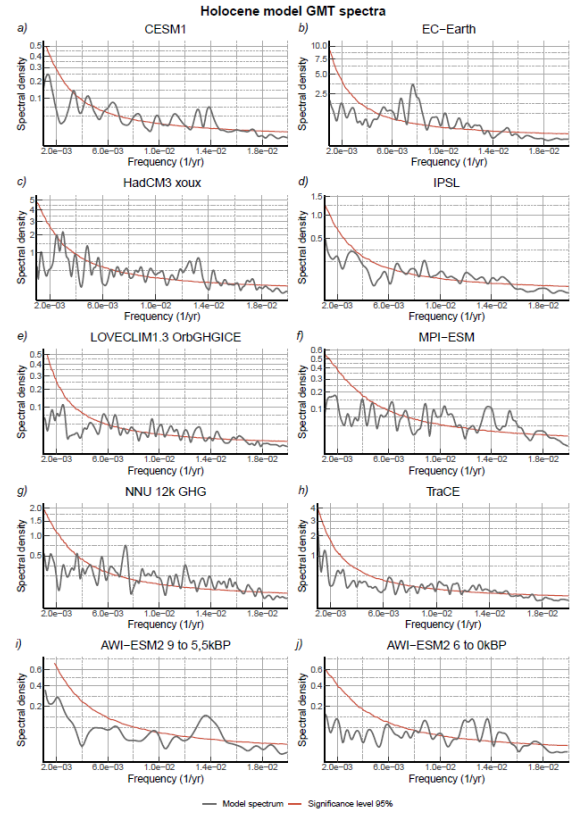 Holocene model GMT spectra
a) CESM1
Spectral density
0.5
0.4
0.3
0.2
0.1
2.0e−03 6.0e−03 1.0e−02 1.4e−02 1.8e−02
Frequency (1/yr)
b) EC−Earth
Spectral density
10.0
7.5
5.0
2.5
2.0e−03 6.0e−03 1.0e−02 1.4e−02 1.8e−02
Frequency (1/yr)
c) HadCM3 xoux
Spectral density
5
4
3
2
1
2.0e−03 6.0e−03 1.0e−02 1.4e−02 1.8e−02
Frequency (1/yr)
d) IPSL
Spectral density
1.5
1.0
0.5
2.0e−03 6.0e−03 1.0e−02 1.4e−02 1.8e−02
Frequency (1/yr)
e) LOVECLIM1.3 OrbGHGICE
Spectral density
0.5
0.4
0.3
0.2
0.1
2.0e−03 6.0e−03 1.0e−02 1.4e−02 1.8e−02
Frequency (1/yr)
f) MPI−ESM
Spectral density
0.6
0.5
0.4
0.3
0.2
0.1
2.0e−03 6.0e−03 1.0e−02 1.4e−02 1.8e−02
Frequency (1/yr)
g) NNU 12k GHG
Spectral density
2.0
1.5
1.0
0.5
2.0e−03 6.0e−03 1.0e−02 1.4e−02 1.8e−02
Frequency (1/yr)
h) TraCE
Spectral density
4
3
2
1
2.0e−03 6.0e−03 1.0e−02 1.4e−02 1.8e−02
Frequency (1/yr)
i) AWI−ESM2 9 to 5,5kBP
Spectral density
0.6
0.4
0.2
2.0e−03 6.0e−03 1.0e−02 1.4e−02 1.8e−02
Frequency (1/yr)
j) AWI−ESM2 6 to 0kBP
Spectral density
0.6
0.4
0.2
2.0e−03 6.0e−03 1.0e−02 1.4e−02 1.8e−02
Frequency (1/yr)
Model spectrum Significance level 95%